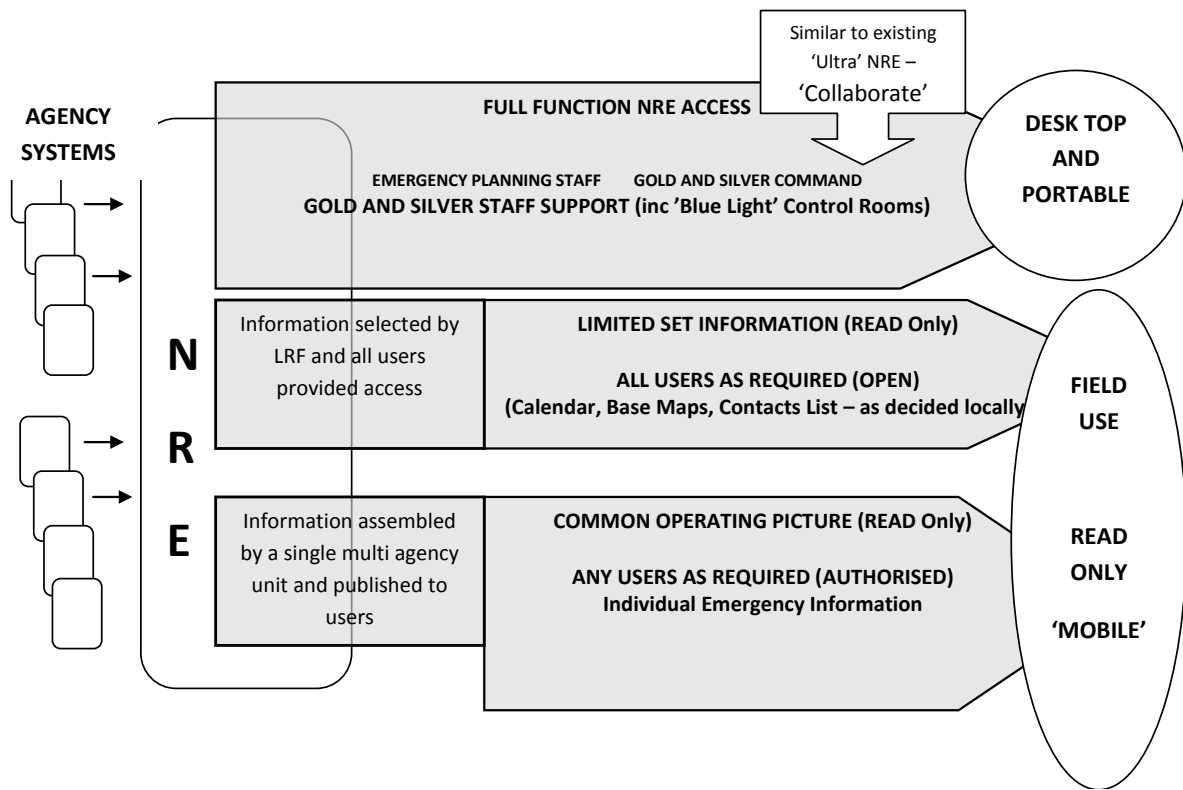 Similar to existing
‘Ultra’ NRE –
‘Collaborate’
AGENCY
SYSTEMS
FULL FUNCTION NRE ACCESS
EMERGENCY PLANNING STAFF GOLD AND SILVER COMMAND
GOLD AND SILVER STAFF SUPPORT (inc ’Blue Light’ Control Rooms)
DESK TOP
AND
PORTABLE
N
R
E
Information selected by
LRF and all users
provided access
LIMITED SET INFORMATION (READ Only)
ALL USERS AS REQUIRED (OPEN)
(Calendar, Base Maps, Contacts List – as decided locally
Information assembled
by a single multi agency
unit and published to
users
COMMON OPERATING PICTURE (READ Only)
ANY USERS AS REQUIRED (AUTHORISED)
Individual Emergency Information
FIELD
USE
READ
ONLY
‘MOBILE’